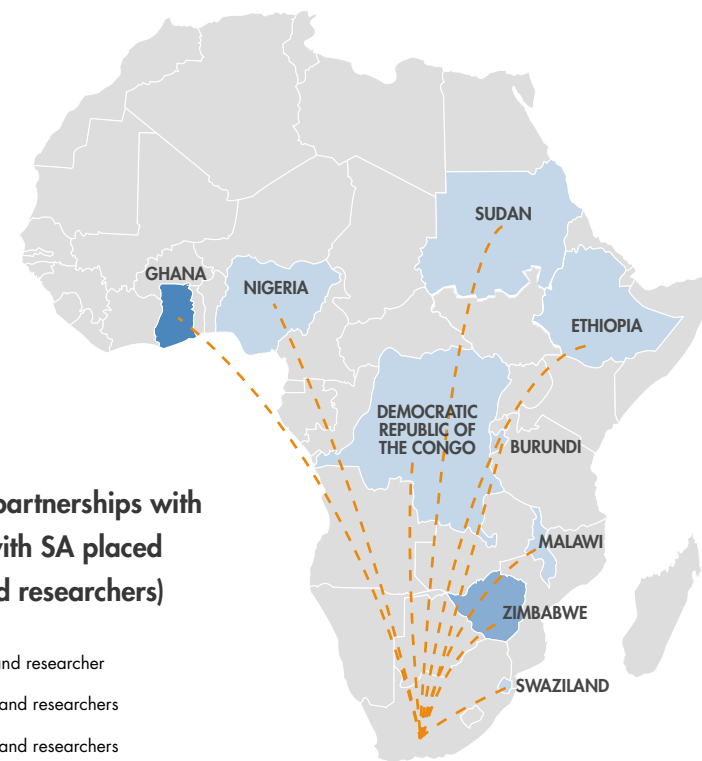 SUDAN
GHANA
NIGERIA
ETHIOPIA
DEMOCRATIC
REPUBLIC OF
THE CONGO
BURUNDI
partnerships with
with SA placed
researchers)
MALAWI
ZIMBABWE
and researcher
SWAZILAND
and researchers
and researchers